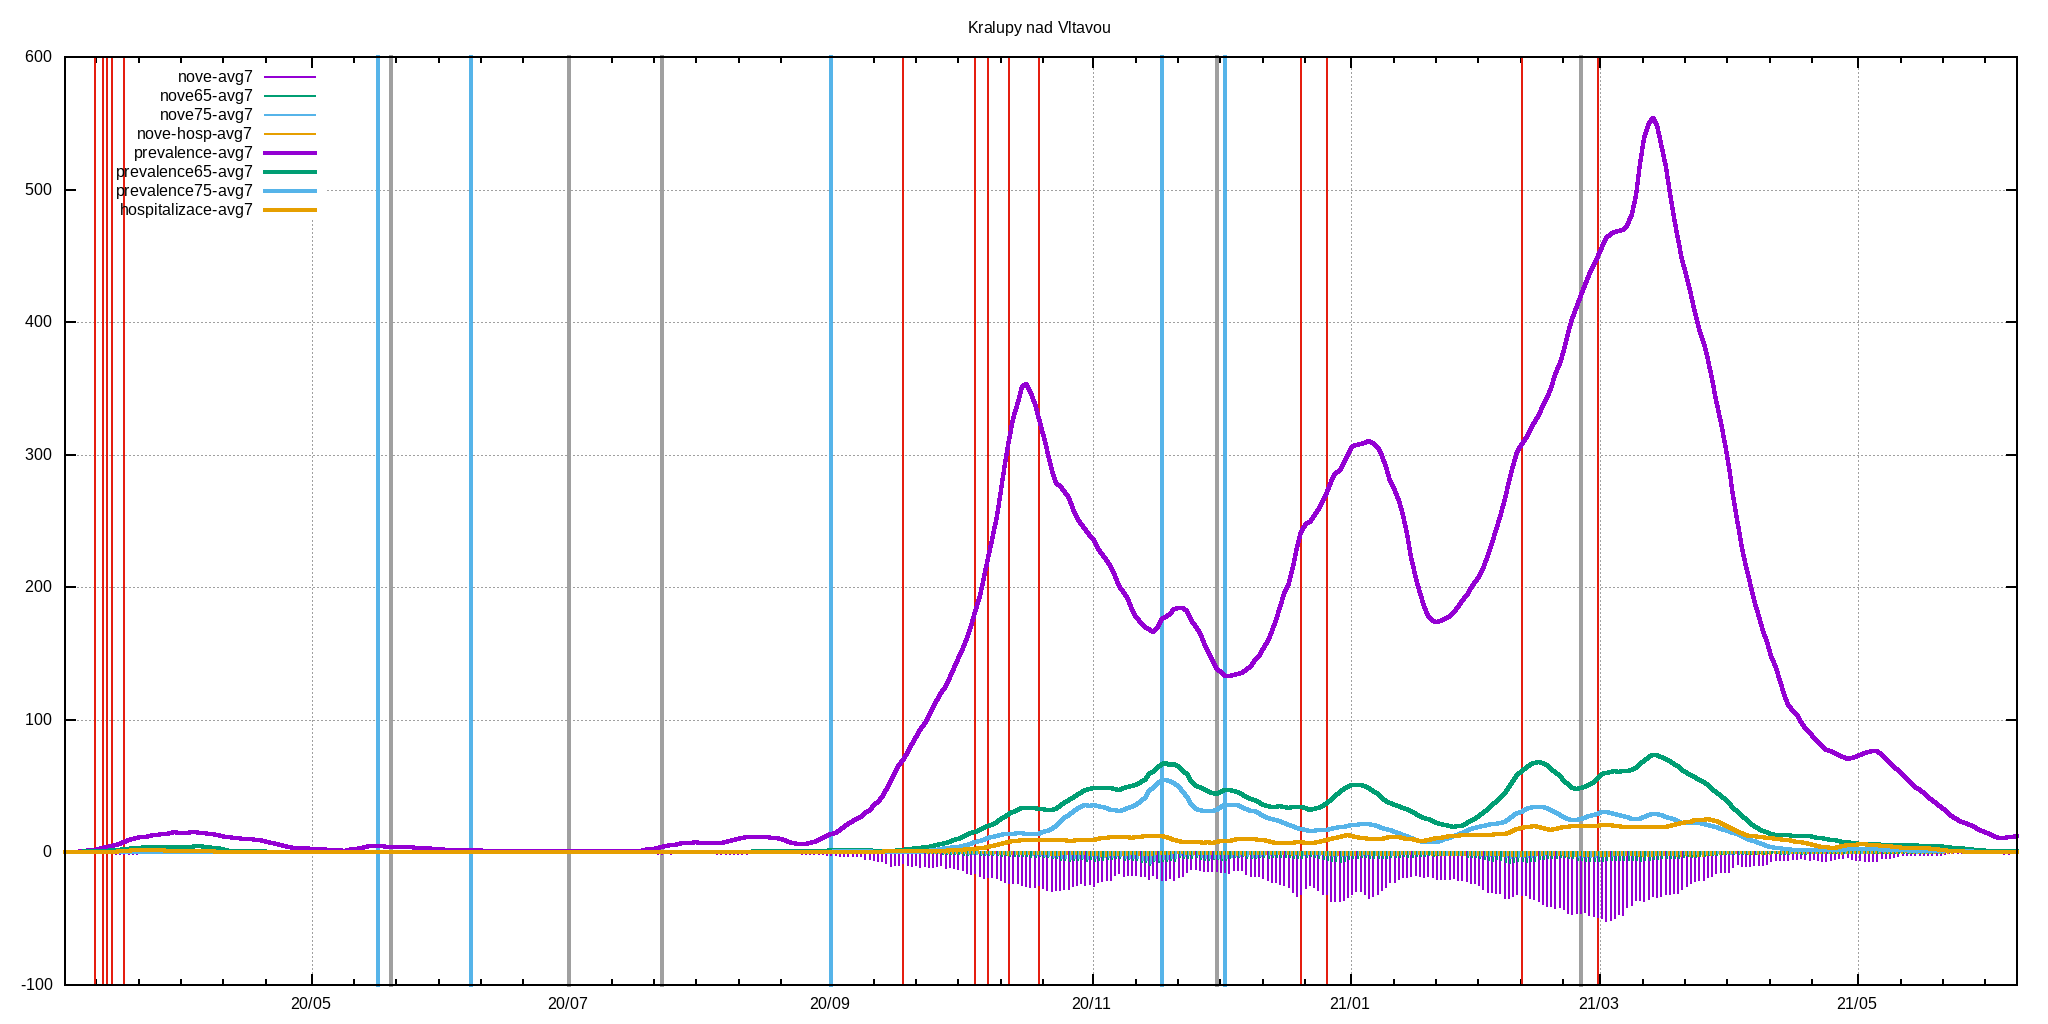 Kralupy nad Vltavou
600
500
400
300
200
100
0
-100
nove-avg7
nove65-avg7
nove75-avg7
nove-hosp-avg7
prevalence-avg7
prevalence65-avg7
prevalence75-avg7
hospitalizace-avg7
20/05
20/07
20/09
20/11
21/01
21/03
21/05